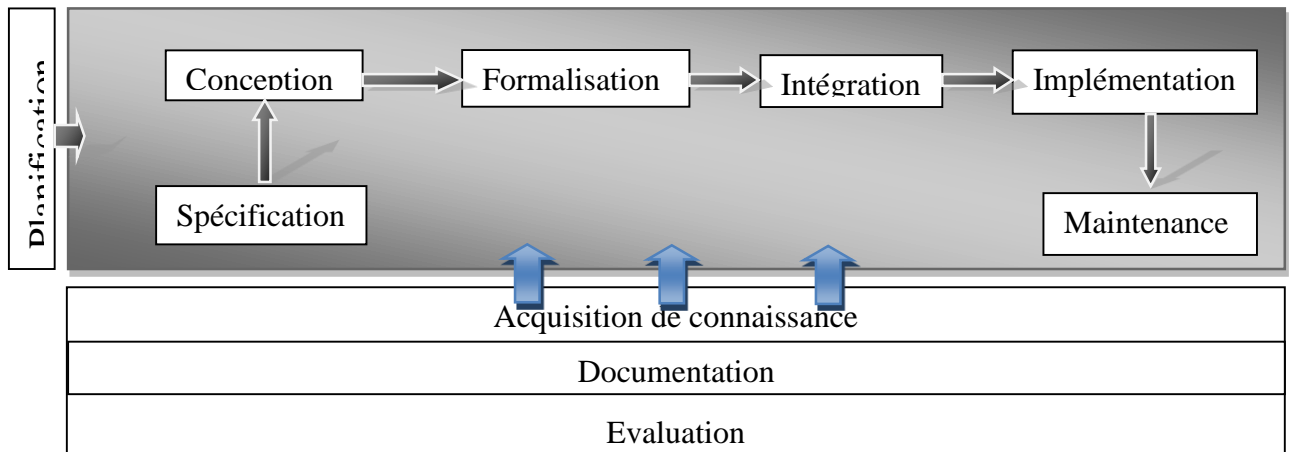 Planification
Conception
Formalisation
Intégration
Implémentation
Spécification
Maintenance
Acquisition de connaissance
Documentation
Evaluation